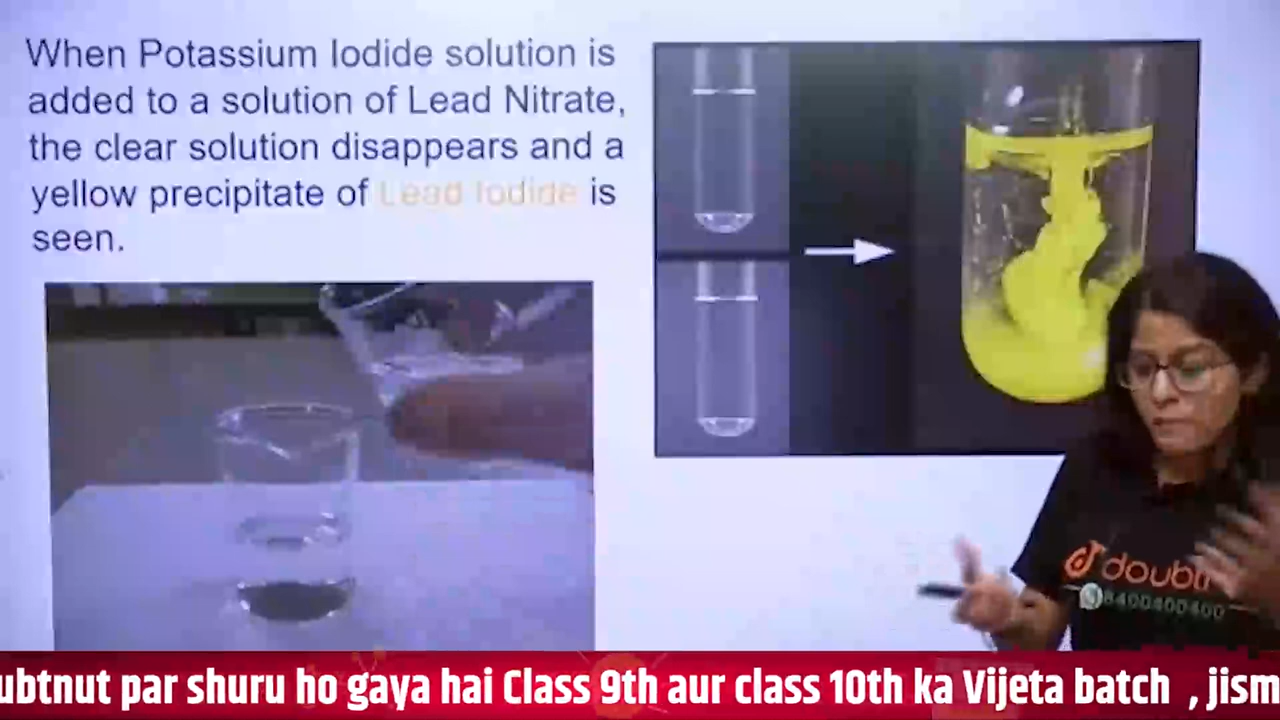 When Potassium Iodide solution is
added to a solution of Lead Nitrate,
the clear solution disappears and a
yellow precipitate of Lead Iodide is
seen.
doubt
8400400400
ubtnut par shuru ho gaya hai Class 9th aur class 10th ka Vijeta batch , jism